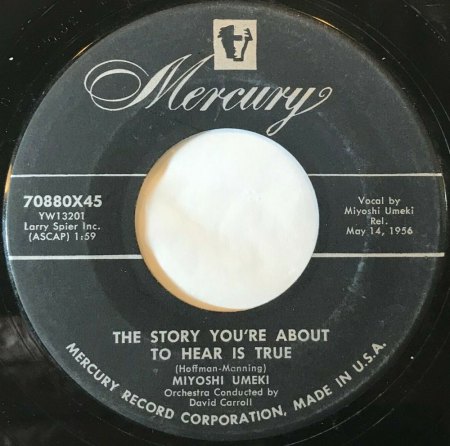 Mercury
70880X45
YW13201
Larry Spier Inc.
(ASCAP) 1:59
Vocal by
Miyoshi Umeki
Rel.
May 14, 1956
THE STORY YOU'RE ABOUT
TO HEAR IS TRUE
(Hoffman-Manning)
MIYOSHI UMEKI
Orchestra Conducted by
David Carroll
MERCURY RECORD CORPORATION, MADE IN U.S.A.